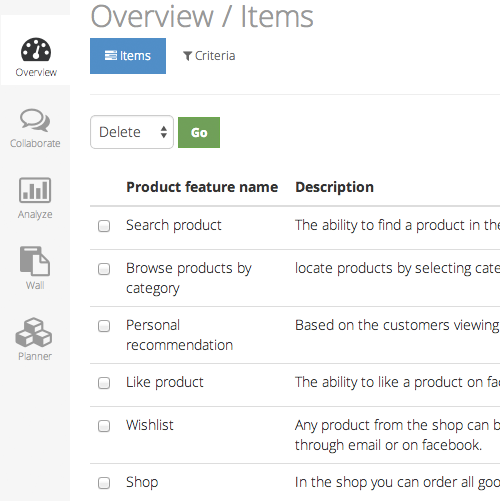 Overview / Items
Items
Criteria
Overview
Collaborate
Analyze
Wall
Planner
Delete
Go
Product feature name Description
Search product The ability to find a product in the
Browse products by locate products by selecting cate
category
Personal Based on the customers viewing
recommendation
Like product The ability to like a product on fa
Wishlist Any product from the shop can b
through email or on facebook.
Shop In the shop you can order all goo